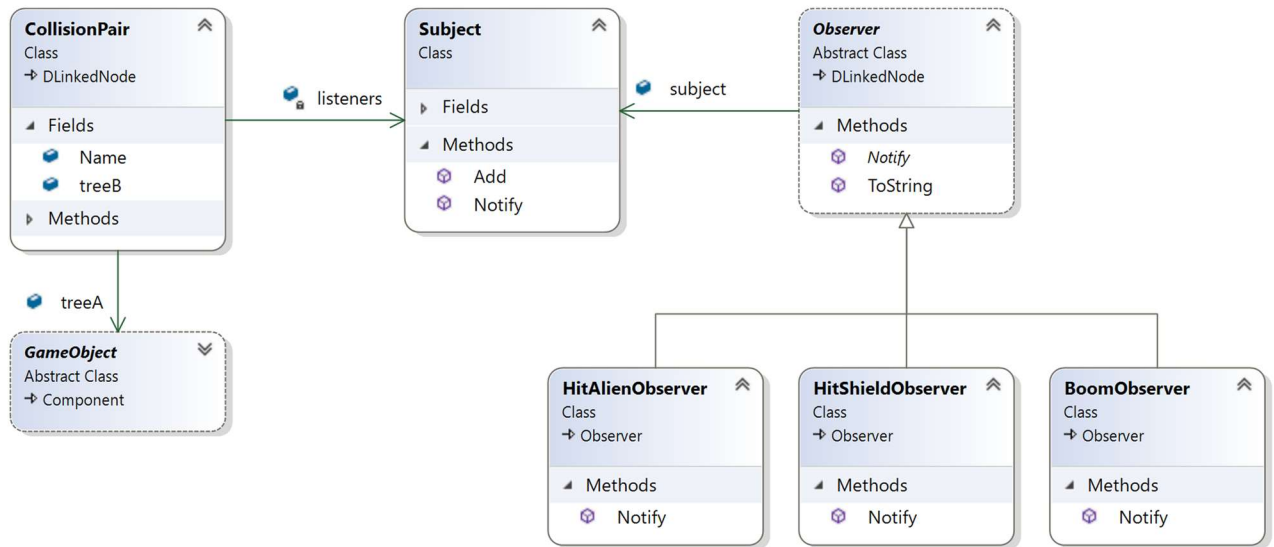 CollisionPair
Class
DLinkedNode
Fields
Name
treeB
Methods
listeners
Subject
Class
Fields
Methods
Add
Notify
subject
Observer
Abstract Class
DLinkedNode
Methods
Notify
ToString
treeA
GameObject
Abstract Class
Component
HitAlienObserver
Class
Observer
Methods
Notify
HitShieldObserver
Class
Observer
Methods
Notify
BoomObserver
Class
Observer
Methods
Notify